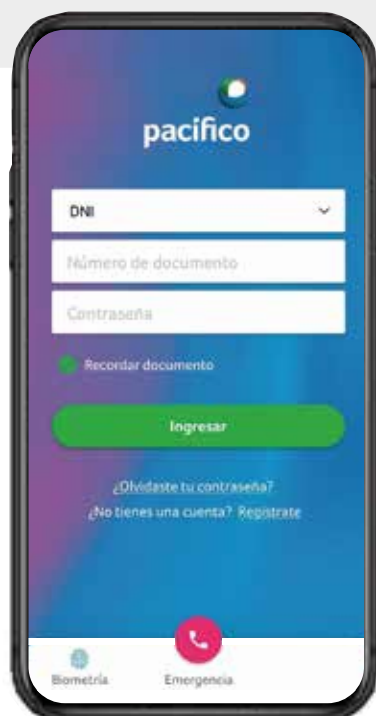 pacífico
DNI
Número de documento
Contraseña
Recordar documento
Ingresar
¿Olvidaste tu contraseña?
¿No tienes una cuenta? Regístrate
Biometría
Emergencia